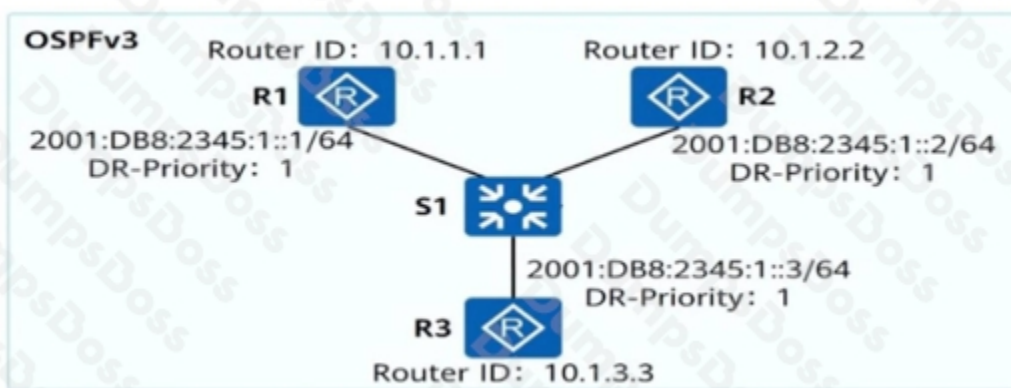 OSPFv3
Router ID: 10.1.1.1
Router ID: 10.1.2.2
R1
R
R
R2
2001:DB8:2345:1::1/64
DR-Priority: 1
2001:DB8:2345:1::2/64
DR-Priority: 1
S1
2001:DB8:2345:1::3/64
DR-Priority: 1
R3
R
Router ID: 10.1.3.3
DumpsDoss